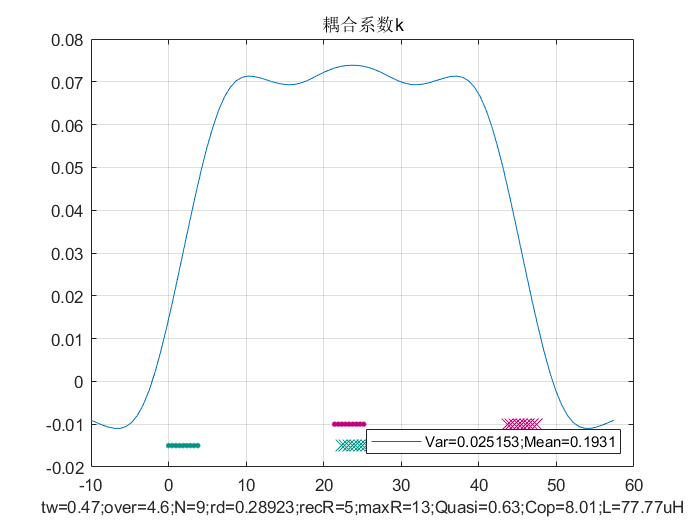 耦合系数k
0.08
0.07
0.06
0.05
0.04
0.03
0.02
0.01
0
-0.01
-0.02
Var=0.025153;Mean=0.1931
-10 0 10 20 30 40 50 60
tw=0.47;over=4.6;N=9;rd=0.28923;recR=5;maxR=13;Quasi=0.63;Cop=8.01;L=77.77uH